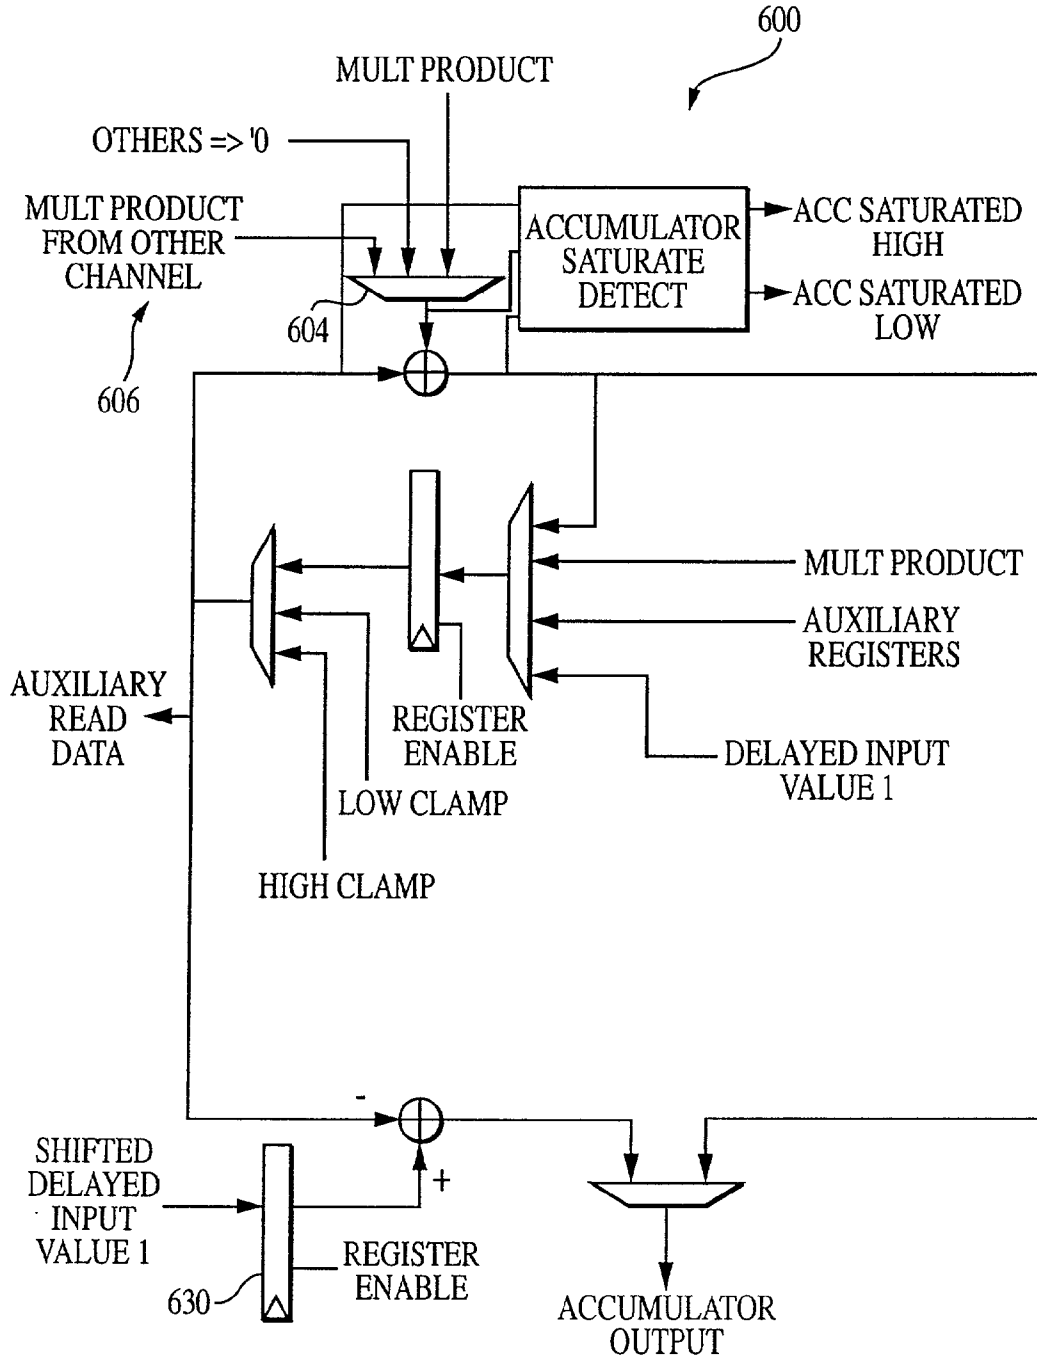 600
MULT PRODUCT
OTHERS => '0
MULT PRODUCT
FROM OTHER
CHANNEL
ACCUMULATOR
SATURATE
DETECT
ACC SATURATED
HIGH
ACC SATURATED
LOW
604
606
MULT PRODUCT
AUXILIARY
REGISTERS
AUXILIARY
READ
DATA
REGISTER
ENABLE
DELAYED INPUT
VALUE 1
LOW CLAMP
HIGH CLAMP
-
SHIFTED
DELAYED
INPUT
VALUE 1
+
REGISTER
ENABLE
630
ACCUMULATOR
OUTPUT